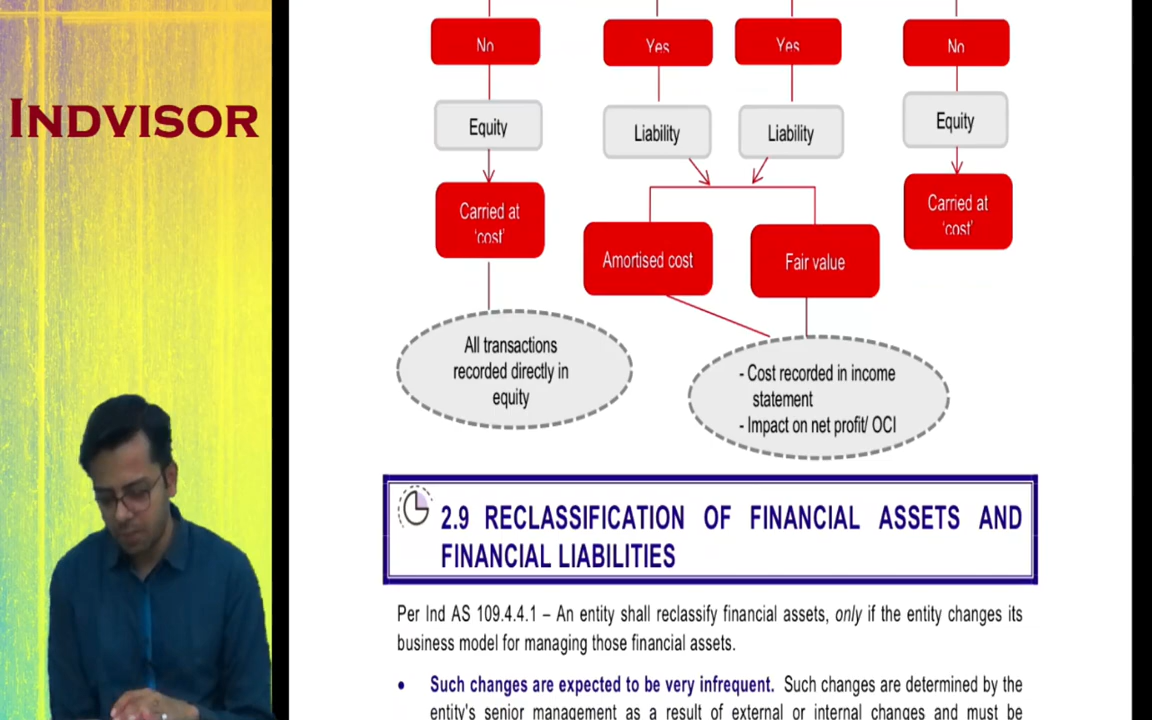 INDVISOR
No
Yes
Yes
No
Equity
Liability
Liability
Equity
Carried at
'cost'
Carried at
'cost'
Amortised cost
Fair value
All transactions
recorded directly in
equity
- Cost recorded in income
statement
- Impact on net profit/ OCI
2.9 RECLASSIFICATION OF FINANCIAL ASSETS AND
FINANCIAL LIABILITIES
Per Ind AS 109.4.4.1 – An entity shall reclassify financial assets, only if the entity changes its
business model for managing those financial assets.
• Such changes are expected to be very infrequent. Such changes are determined by the
entity's senior management as a result of external or internal changes and must be